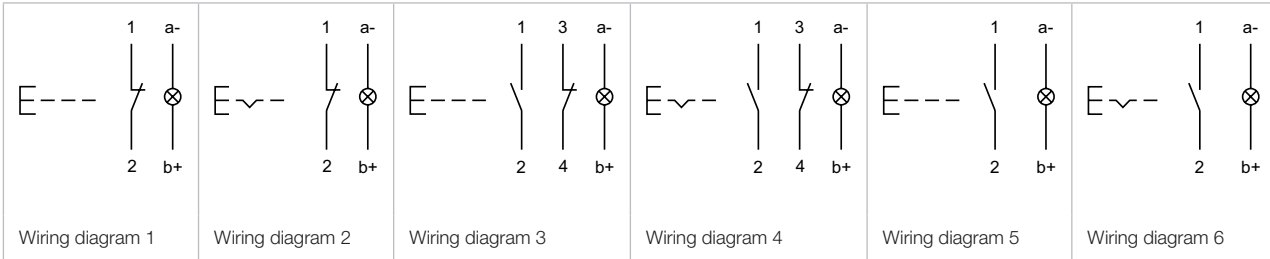 1 a-
2 b+
Wiring diagram 1
1 a-
2 b+
Wiring diagram 2
1 3 a-
2 4 b+
Wiring diagram 3
1 3 a-
2 4 b+
Wiring diagram 4
1 a-
2 b+
Wiring diagram 5
1 a-
2 b+
Wiring diagram 6